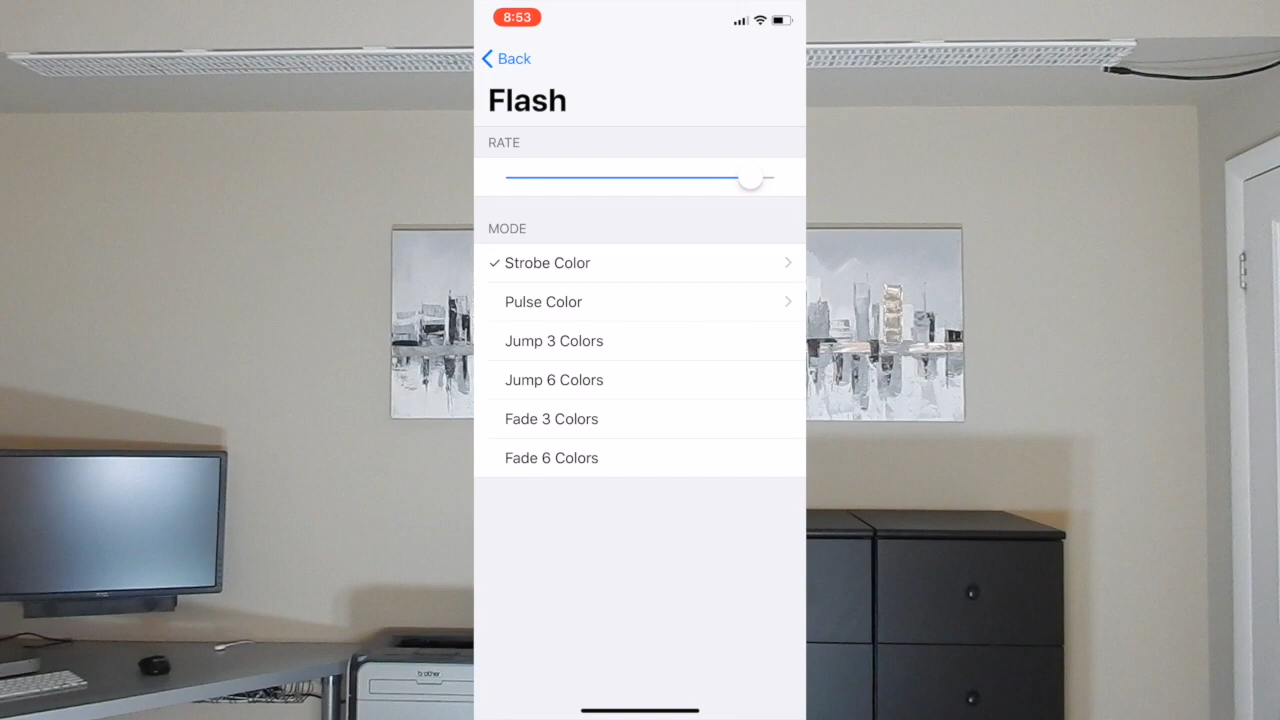 8:53
Back
Flash
RATE
MODE
Strobe Color
Pulse Color
Jump 3 Colors
Jump 6 Colors
Fade 3 Colors
Fade 6 Colors
brother